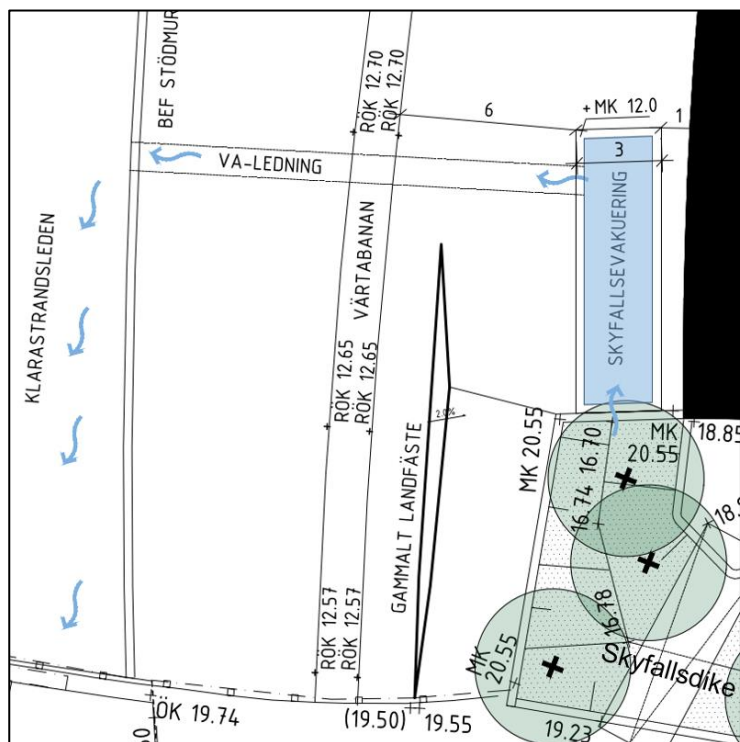 BEF STÖDMUR
RÖK 12.70
RÖK 12.70
6
+MK 12.0
1
3
VA-LEDNING
SKYFALLSEVAKUERING
KLARASTRANDSLEDEN
VÄRTABANAN
RÖK 12.65
RÖK 12.65
GAMMALT LANDFÄSTE
2.0%
MK 20.55
16.70
16.74
MK
20.55
18.85
16.78
RÖK 12.57
RÖK 12.57
MK
20.55
Skyfallsdike
ÖK 19.74
(19.50)
19.55
19.23